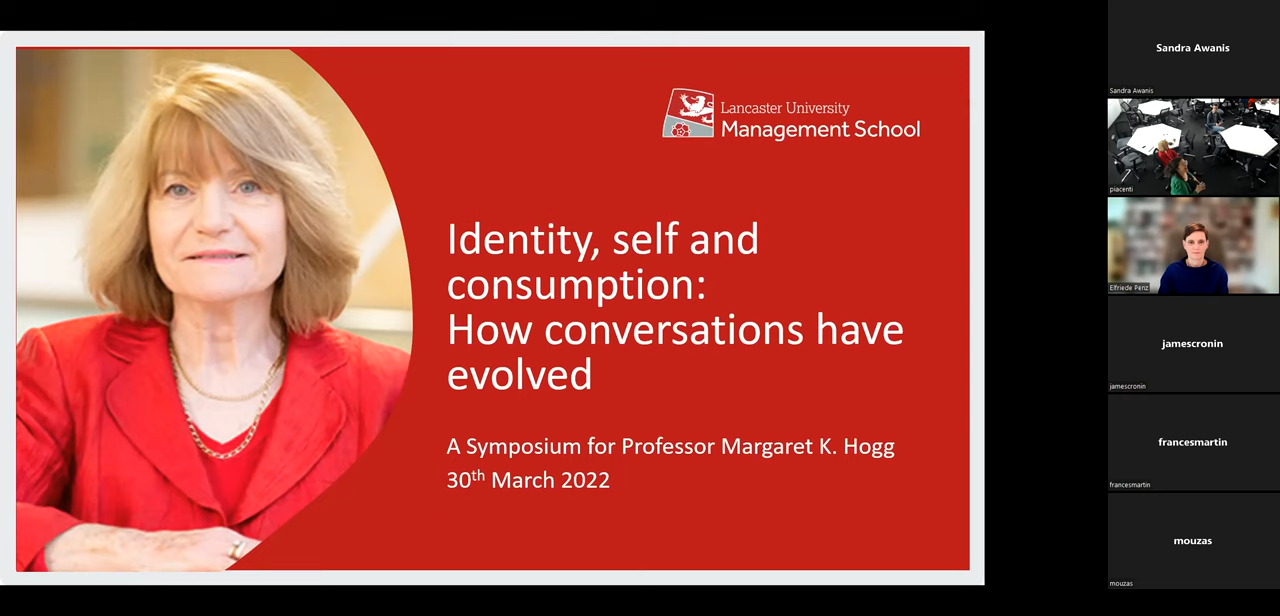 Lancaster University
Management School
Identity, self and
consumption:
How conversations have
evolved
A Symposium for Professor Margaret K. Hogg
30th March 2022
Sandra Awanis
Sandra Awanis
piacenti
Elfriede Penz
jamescronin
jamescronin
francesmartin
francesmartin
mouzas
mouzas